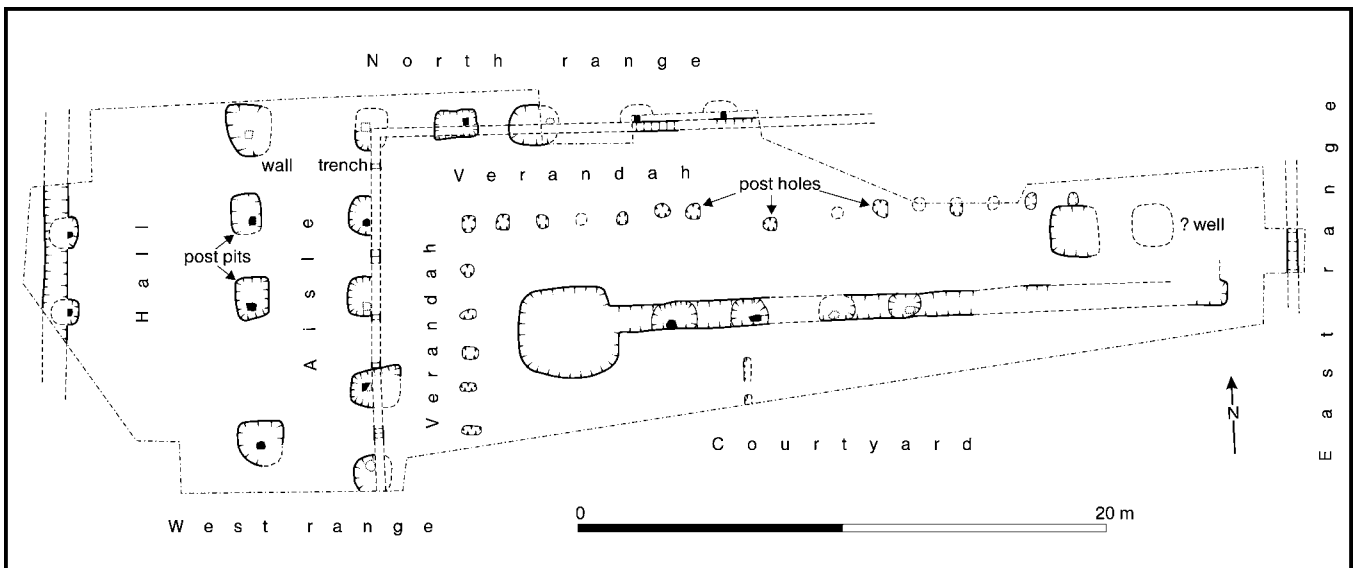 North range
wall trench
Verandah
post holes
Hall
post pits
Aisle
Verandah
? well
East range
N
Courtyard
0 20 m
West range